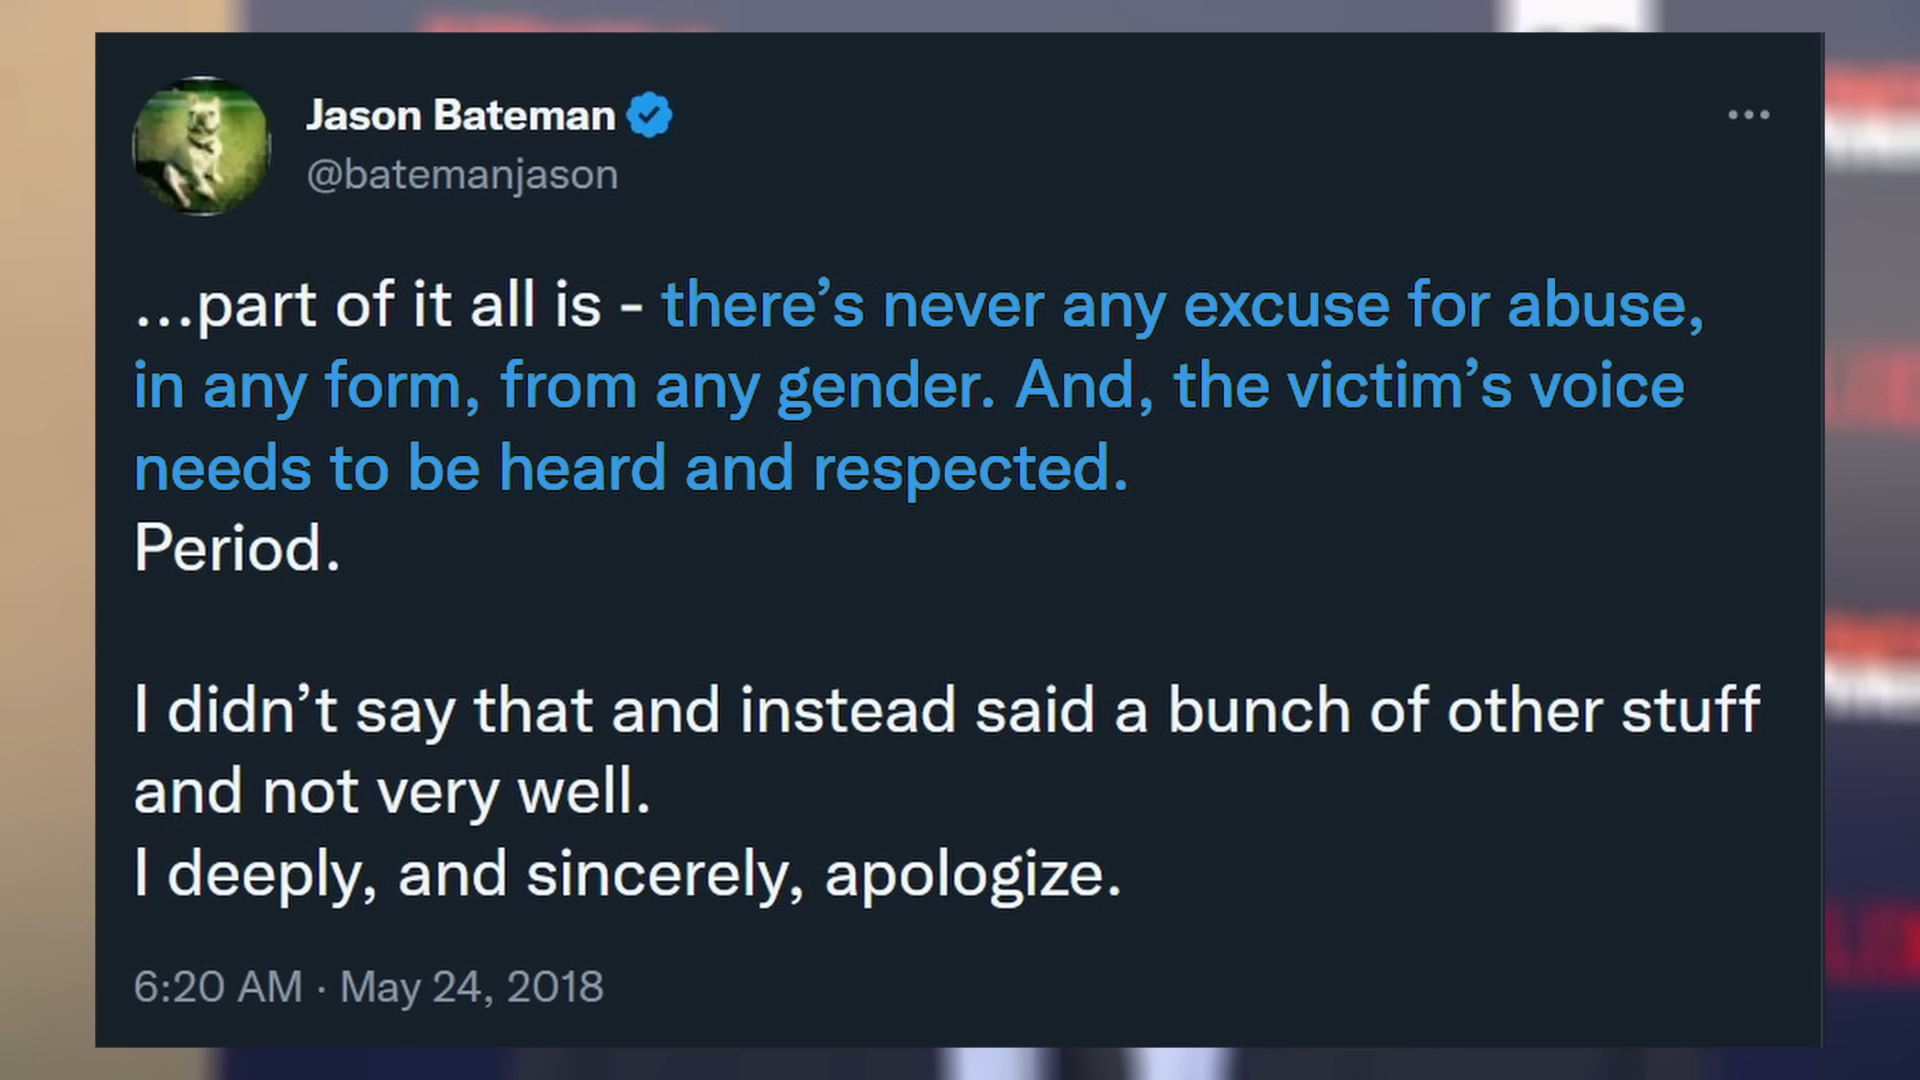 Jason Bateman
@batemanjason
...part of it all is - there’s never any excuse for abuse,
in any form, from any gender. And, the victim’s voice
needs to be heard and respected.
Period.
I didn’t say that and instead said a bunch of other stuff
and not very well.
I deeply, and sincerely, apologize.
6:20 AM · May 24, 2018